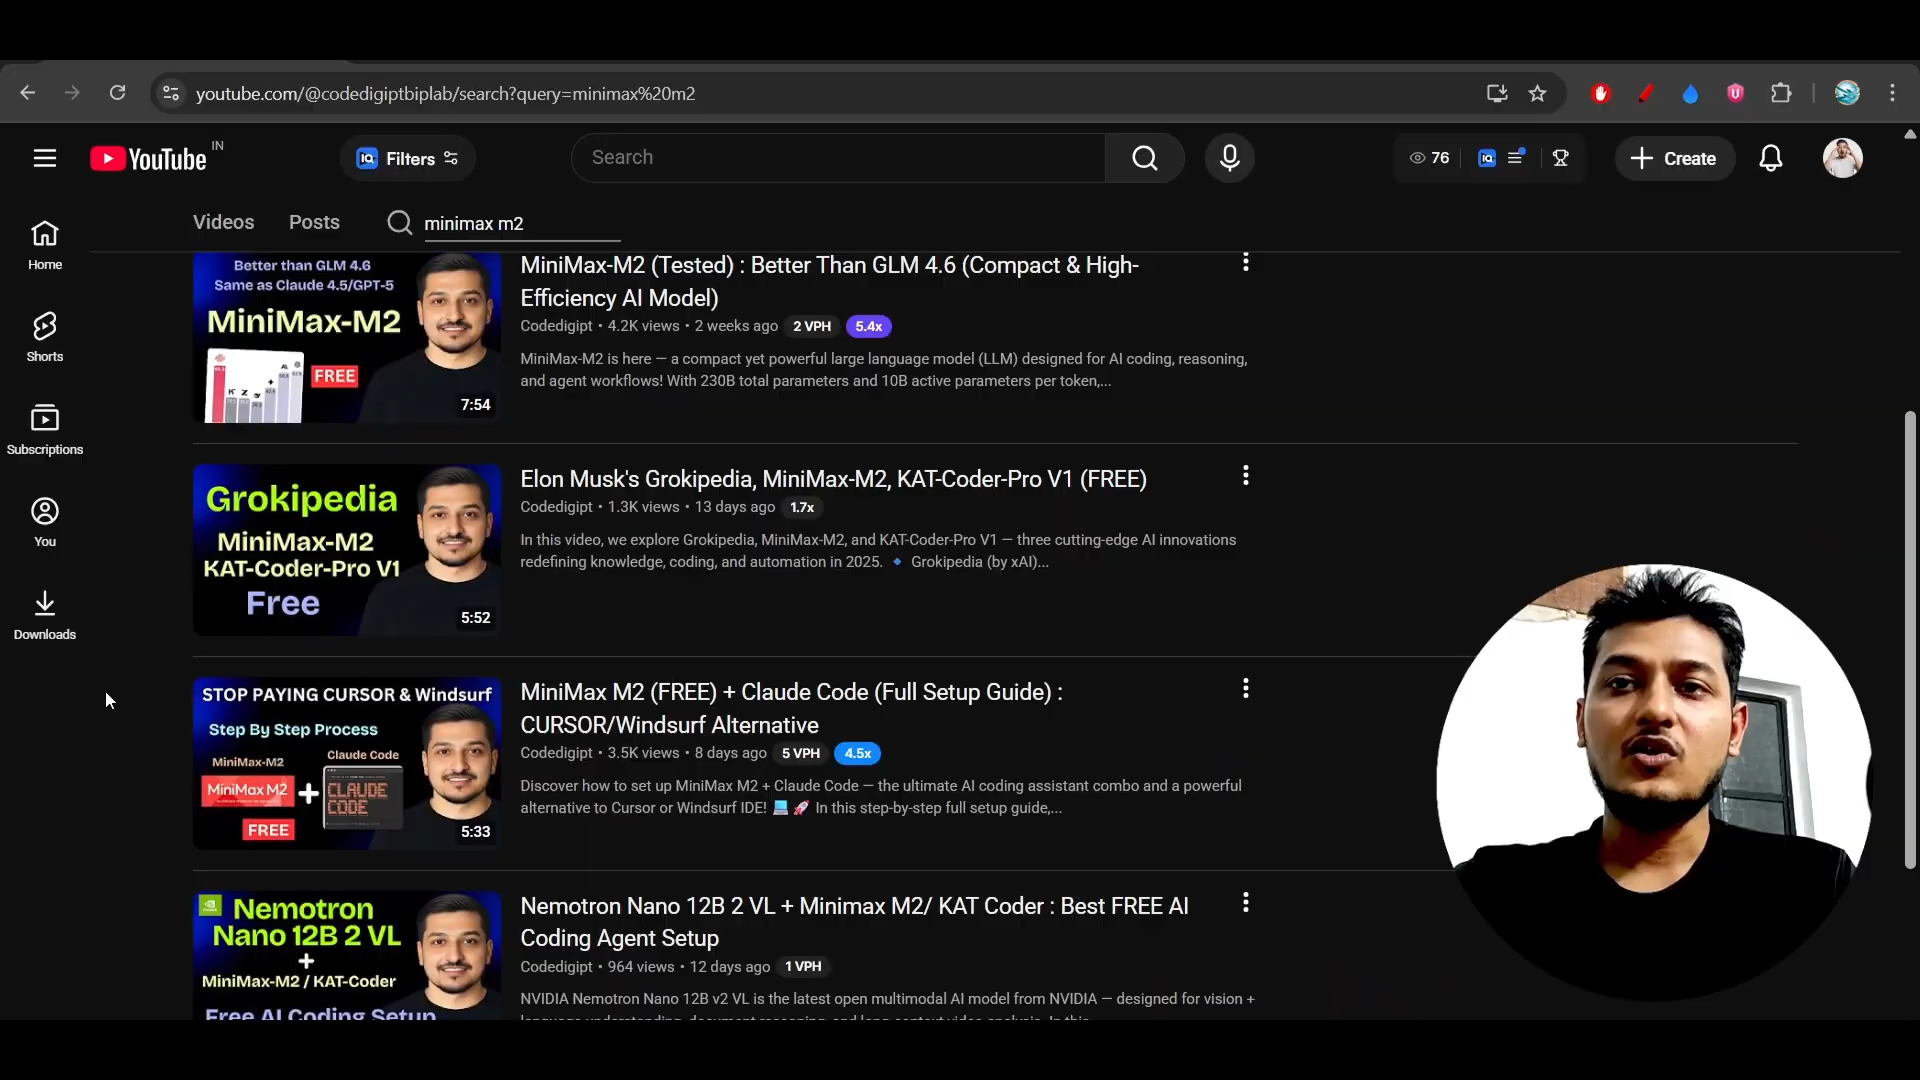 youtube.com/@codedigiptbiplab/search?query=minimax%20m2
YouTube IN
Filters
Search
76
Create
Home
Shorts
Subscriptions
You
Downloads
Videos
Posts
minimax m2
Better than GLM 4.6
Same as Claude 4.5/GPT-5
MiniMax-M2
FREE
7:54
MiniMax-M2 (Tested) : Better Than GLM 4.6 (Compact & High-
Efficiency AI Model)
Codedigipt • 4.2K views • 2 weeks ago 2 VPH 5.4x
MiniMax-M2 is here — a compact yet powerful large language model (LLM) designed for AI coding, reasoning,
and agent workflows! With 230B total parameters and 10B active parameters per token,...
Grokipedia
MiniMax-M2
KAT-Coder-Pro V1
Free
5:52
Elon Musk's Grokipedia, MiniMax-M2, KAT-Coder-Pro V1 (FREE)
Codedigipt • 1.3K views • 13 days ago 1.7x
In this video, we explore Grokipedia, MiniMax-M2, and KAT-Coder-Pro V1 — three cutting-edge AI innovations
redefining knowledge, coding, and automation in 2025. 🔹 Grokipedia (by xAI)...
STOP PAYING CURSOR & Windsurf
Step By Step Process
MiniMax-M2
Claude Code
MiniMax M2
+
CLAUDE
CODE
FREE
5:33
MiniMax M2 (FREE) + Claude Code (Full Setup Guide) :
CURSOR/Windsurf Alternative
Codedigipt • 3.5K views • 8 days ago 5 VPH 4.5x
Discover how to set up MiniMax M2 + Claude Code — the ultimate AI coding assistant combo and a powerful
alternative to Cursor or Windsurf IDE! 💻 🚀 In this step-by-step full setup guide,...
Nemotron
Nano 12B 2 VL
+
MiniMax-M2 / KAT-Coder
Free AI Coding Setup
Nemotron Nano 12B 2 VL + Minimax M2/ KAT Coder : Best FREE AI
Coding Agent Setup
Codedigipt • 964 views • 12 days ago 1 VPH
NVIDIA Nemotron Nano 12B v2 VL is the latest open multimodal AI model from NVIDIA — designed for vision +